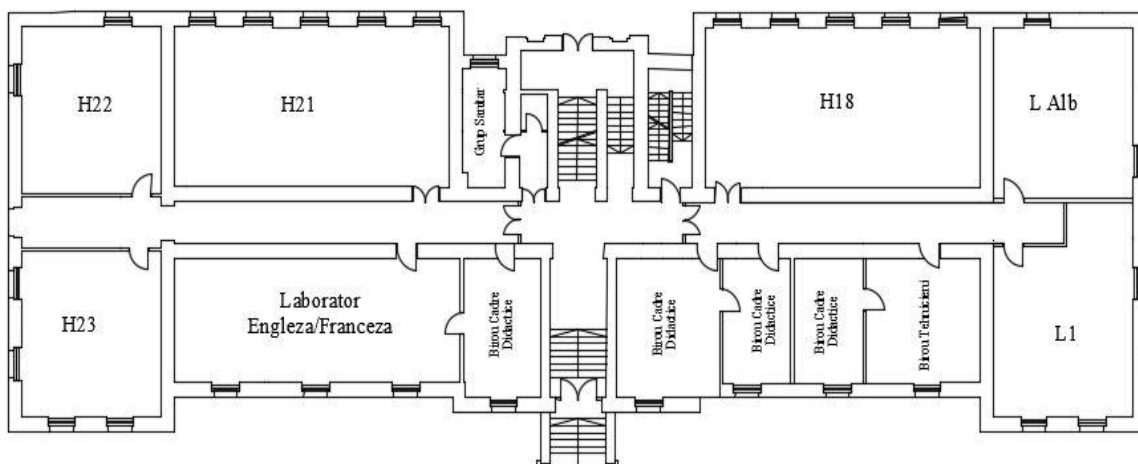 H22
H21
Grup Sanitar
H18
L Alb
H23
Laborator
Engleza/Franceza
Birou Cadre
Didactice
Birou Cadre
Didactice
Birou Cadre
Didactice
Birou Cadre
Didactice
Birou Tehnicieni
L1